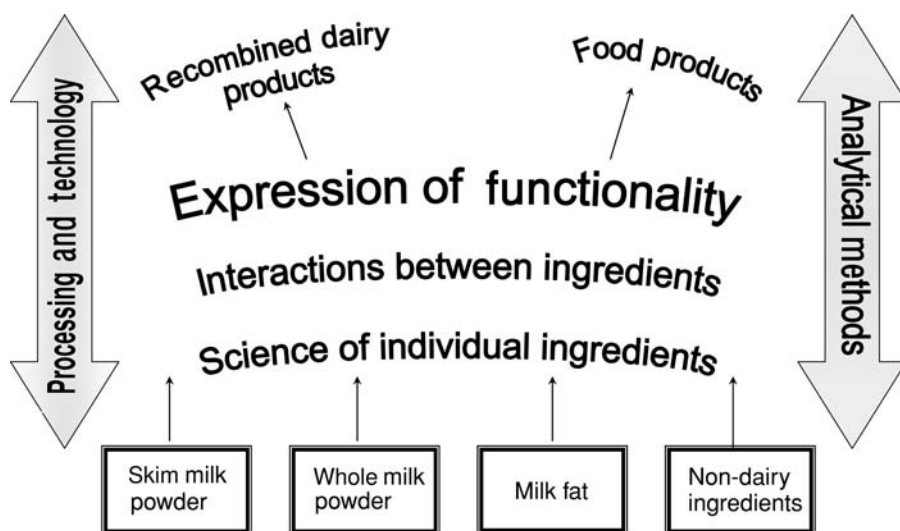 Recombined dairy
products
Food products
Expression of functionality
Interactions between ingredients
Science of individual ingredients
Processing and technology
Analytical methods
Skim milk
powder
Whole milk
powder
Milk fat
Non-dairy
ingredients